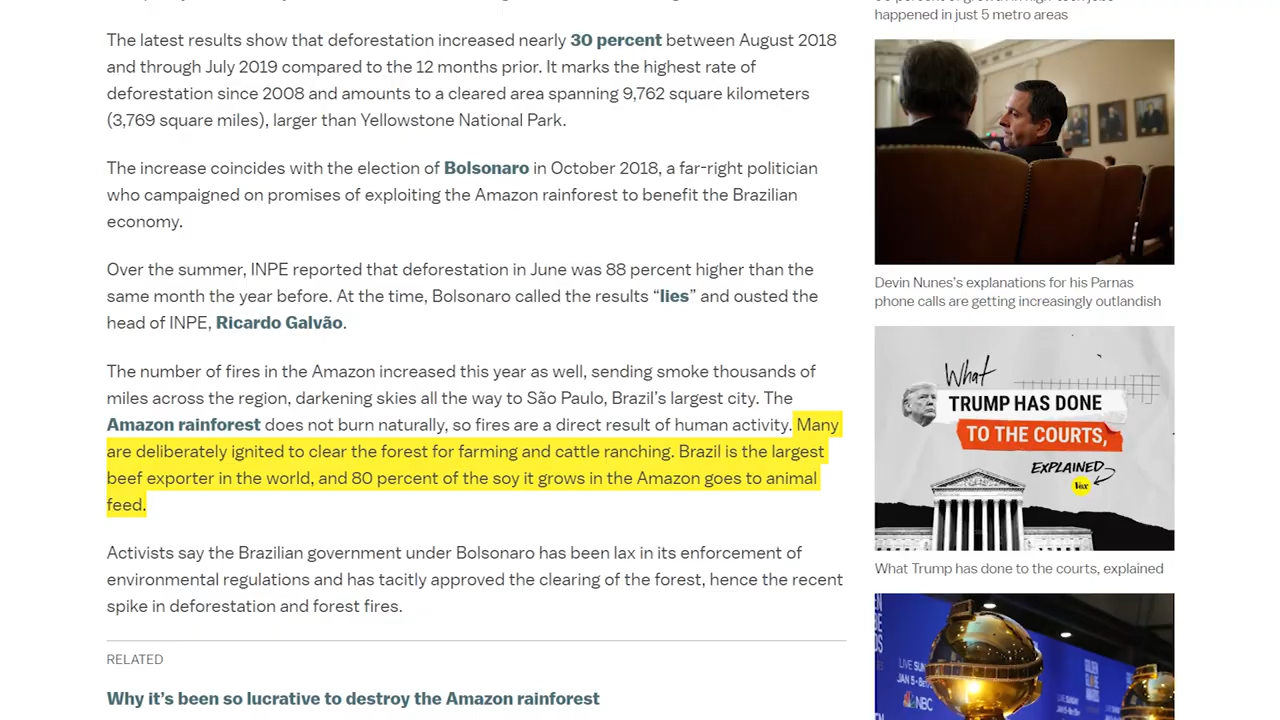 happened in just 5 metro areas
The latest results show that deforestation increased nearly 30 percent between August 2018
and through July 2019 compared to the 12 months prior. It marks the highest rate of
deforestation since 2008 and amounts to a cleared area spanning 9,762 square kilometers
(3,769 square miles), larger than Yellowstone National Park.
The increase coincides with the election of Bolsonaro in October 2018, a far-right politician
who campaigned on promises of exploiting the Amazon rainforest to benefit the Brazilian
economy.
Over the summer, INPE reported that deforestation in June was 88 percent higher than the
same month the year before. At the time, Bolsonaro called the results “lies” and ousted the
head of INPE, Ricardo Galvão.
The number of fires in the Amazon increased this year as well, sending smoke thousands of
miles across the region, darkening skies all the way to São Paulo, Brazil’s largest city. The
Amazon rainforest does not burn naturally, so fires are a direct result of human activity. Many
are deliberately ignited to clear the forest for farming and cattle ranching. Brazil is the largest
beef exporter in the world, and 80 percent of the soy it grows in the Amazon goes to animal
feed.
Activists say the Brazilian government under Bolsonaro has been lax in its enforcement of
environmental regulations and has tacitly approved the clearing of the forest, hence the recent
spike in deforestation and forest fires.
RELATED
Why it’s been so lucrative to destroy the Amazon rainforest
Devin Nunes’s explanations for his Parnas
phone calls are getting increasingly outlandish
What
TRUMP HAS DONE
TO THE COURTS,
EXPLAINED
Vox
What Trump has done to the courts, explained
NBC